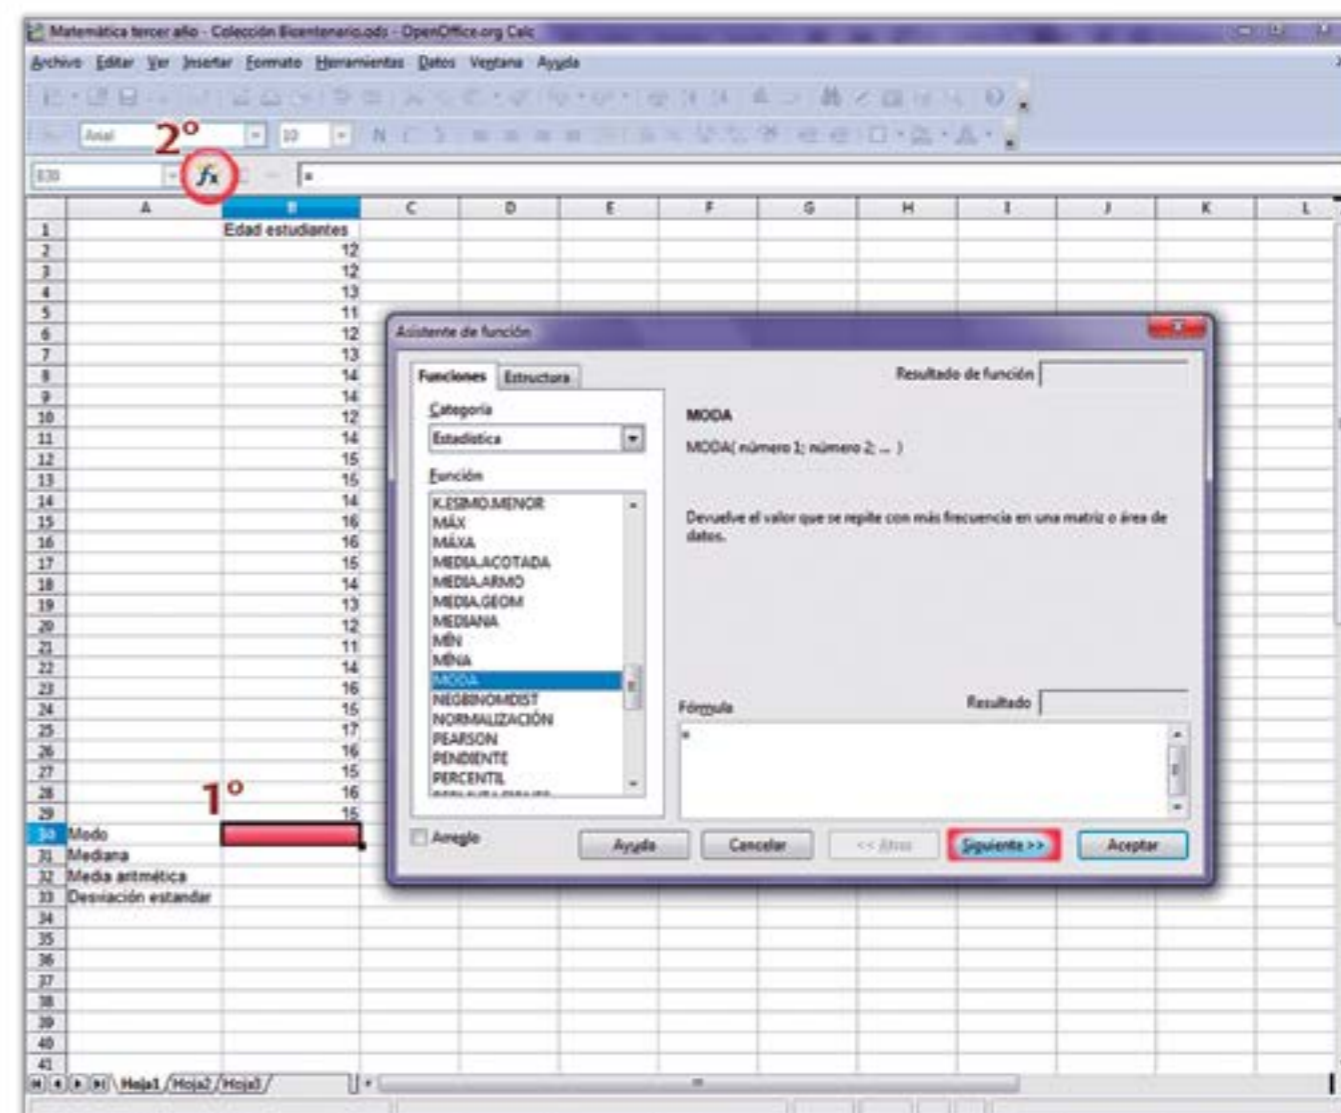 Matemática tercer año - Colección Bicentenario.ods - OpenOffice.org Calc
Archivo Editar Ver Insertar Formato Herramientas Datos Ventana Ayuda
Arial 2° 10 N
B30 fx =
A B C D E F G H I J K L
1 Edad estudiantes
2 12
3 12
4 13
5 11
6 12
7 13
8 14
9 14
10 12
11 14
12 15
13 15
14 14
15 16
16 16
17 15
18 14
19 13
20 12
21 11
22 14
23 16
24 15
25 17
26 16
27 15
28 1° 16
29 15
30 Modo
31 Mediana
32 Media aritmética
33 Desviación estandar
34
35
36
37
38
39
40
41
Hoja1 / Hoja2 / Hoja3 /
Asistente de función
Funciones Estructura
Resultado de función
Categoría
Estadística
Función
K.ESIMO.MENOR
MÁX
MÁXA
MEDIA.ACOTADA
MEDIA.ARMO
MEDIA.GEOM
MEDIANA
MÍN
MÍNA
MODA
NEGBINOMDIST
NORMALIZACIÓN
PEARSON
PENDIENTE
PERCENTIL
MODA
MODA( número 1; número 2; ... )
Devuelve el valor que se repite con más frecuencia en una matriz o área de
datos.
Fórmula Resultado
=
Arreglo Ayuda Cancelar << Atrás Siguiente >> Aceptar